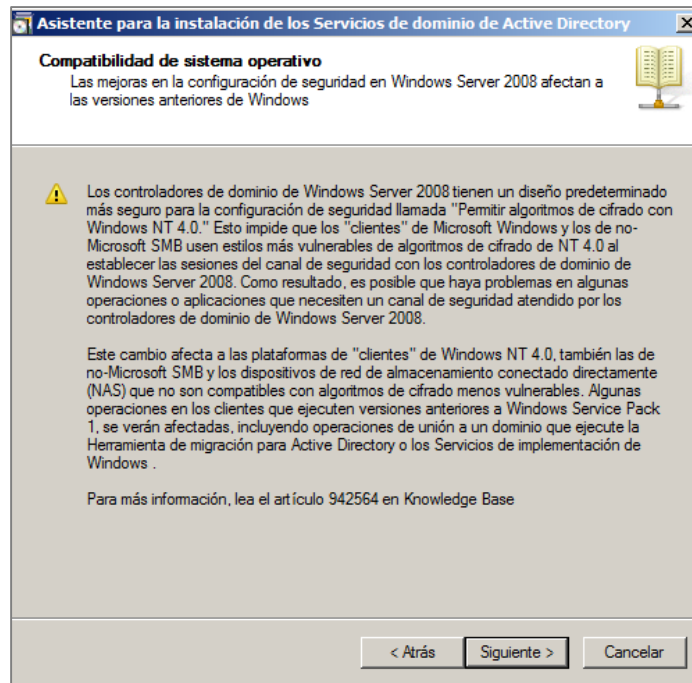 Asistente para la instalación de los Servicios de dominio de Active Directory
Compatibilidad de sistema operativo
Las mejoras en la configuración de seguridad en Windows Server 2008 afectan a
las versiones anteriores de Windows
Los controladores de dominio de Windows Server 2008 tienen un diseño predeterminado
más seguro para la configuración de seguridad llamada "Permitir algoritmos de cifrado con
Windows NT 4.0." Esto impide que los "clientes" de Microsoft Windows y los de no-
Microsoft SMB usen estilos más vulnerables de algoritmos de cifrado de NT 4.0 al
establecer las sesiones del canal de seguridad con los controladores de dominio de
Windows Server 2008. Como resultado, es posible que haya problemas en algunas
operaciones o aplicaciones que necesiten un canal de seguridad atendido por los
controladores de dominio de Windows Server 2008.
Este cambio afecta a las plataformas de "clientes" de Windows NT 4.0, también las de
no-Microsoft SMB y los dispositivos de red de almacenamiento conectado directamente
(NAS) que no son compatibles con algoritmos de cifrado menos vulnerables. Algunas
operaciones en los clientes que ejecuten versiones anteriores a Windows Service Pack
1, se verán afectadas, incluyendo operaciones de unión a un dominio que ejecute la
Herramienta de migración para Active Directory o los Servicios de implementación de
Windows .
Para más información, lea el artículo 942564 en Knowledge Base
< Atrás
Siguiente >
Cancelar